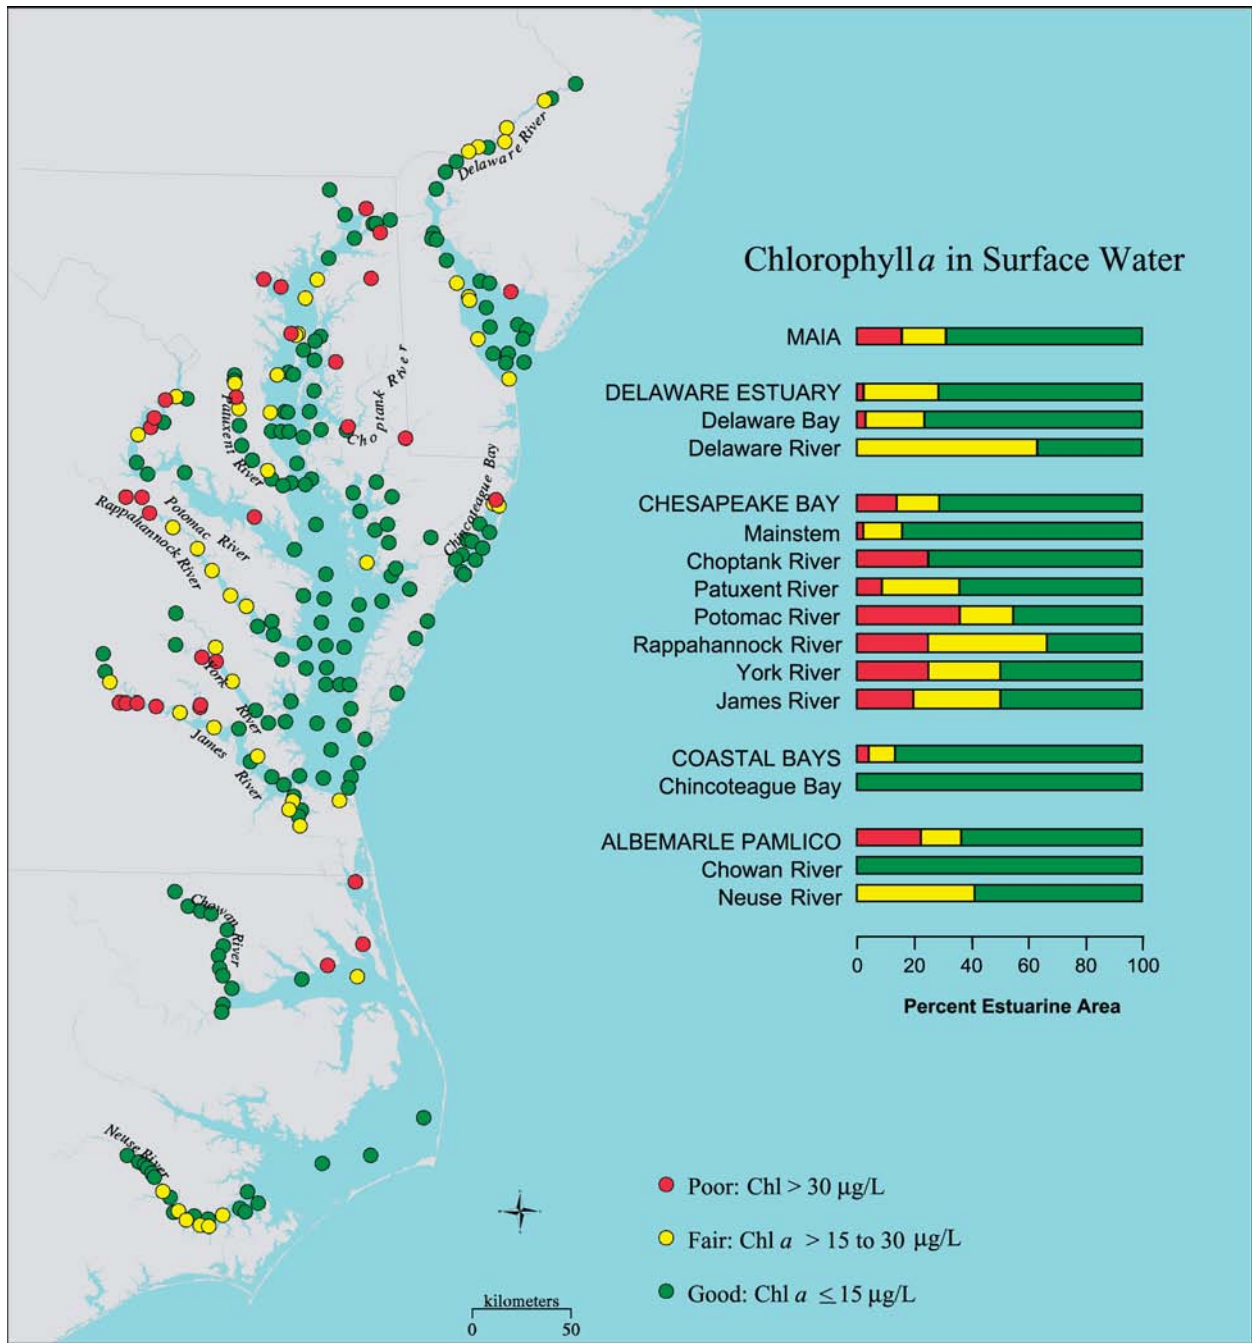 Delaware River
Chlorophyll a in Surface Water
MAIA
DELAWARE ESTUARY
Delaware Bay
Delaware River
CHESAPEAKE BAY
Mainstem
Choptank River
Patuxent River
Potomac River
Rappahannock River
York River
James River
COASTAL BAYS
Chincoteague Bay
ALBEMARLE PAMLICO
Chowan River
Neuse River
0 20 40 60 80 100
Percent Estuarine Area
Choptank River
Patuxent River
Chincoteague Bay
Potomac River
Rappahannock River
York River
James River
Chowan River
Neuse River
Poor: Chl > 30 µg/L
Fair: Chl a > 15 to 30 µg/L
Good: Chl a ≤ 15 µg/L
kilometers
0 50